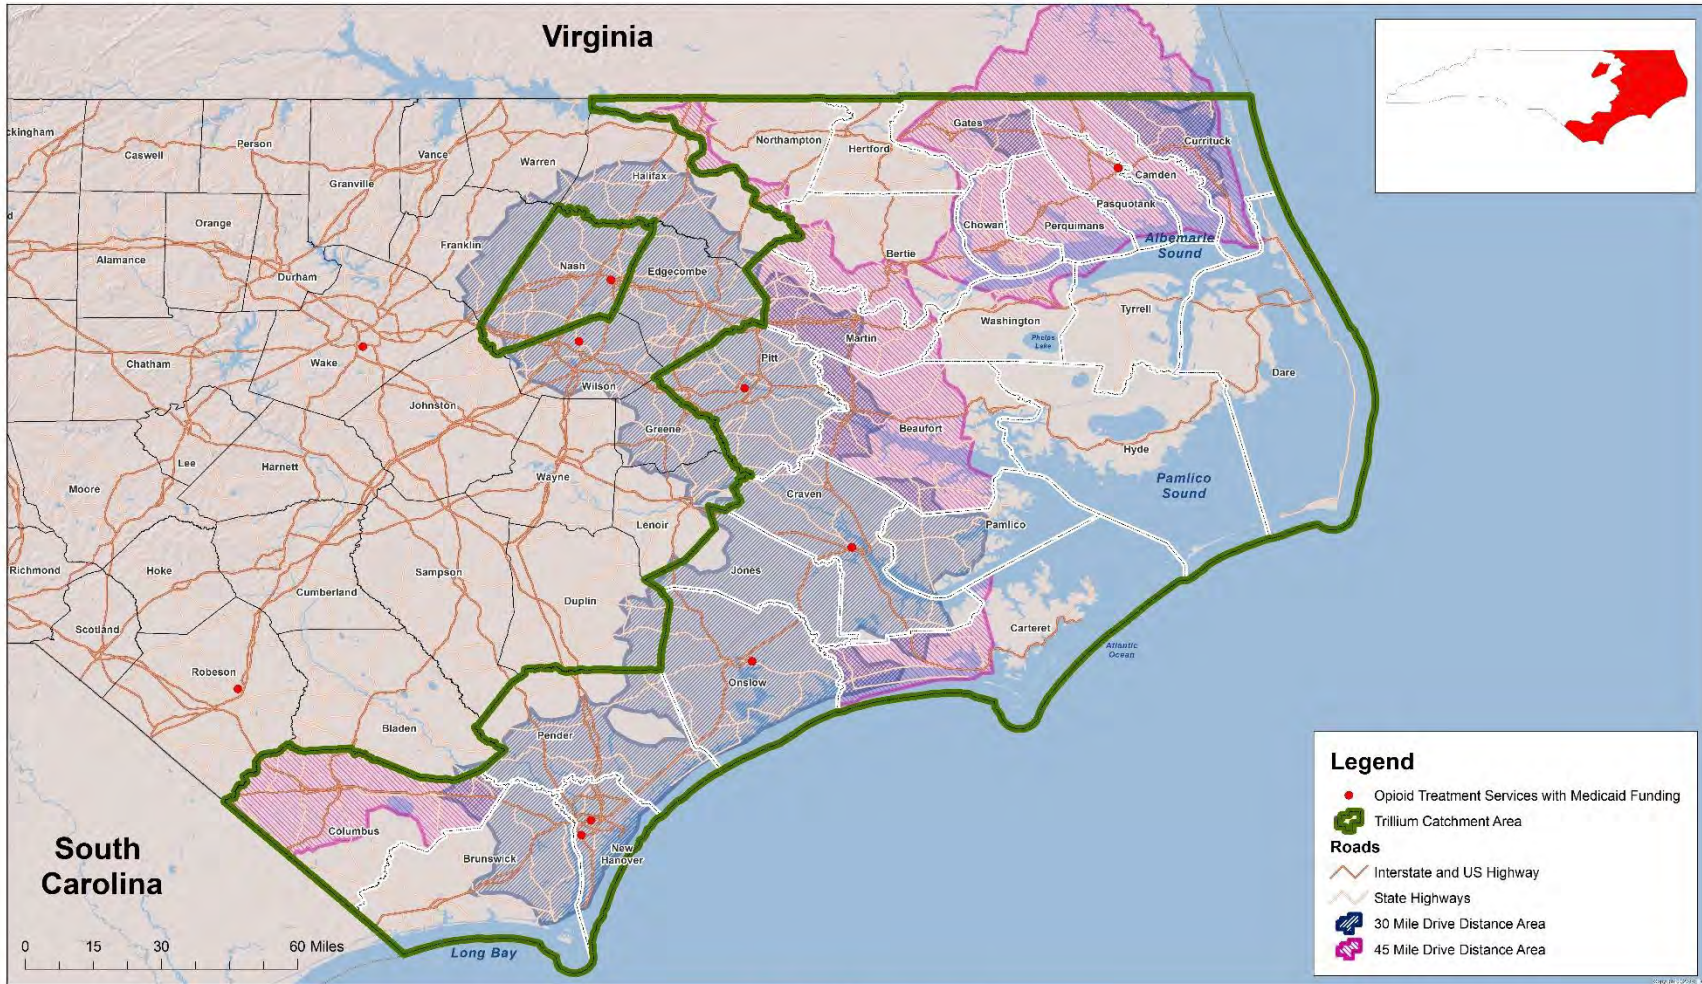 Virginia
ckingham
Caswell
Person
Granville
Vance
Warren
Northampton
Hertford
Gates
Currituck
Camden
Pasquotank
Halifax
Orange
Alamance
Durham
Franklin
Nash
Edgecombe
Chowan
Perquimans
Albemarle
Sound
Bertie
Washington
Tyrrell
Phelps
Lake
Martin
Dare
Chatham
Wake
Johnston
Wilson
Pitt
Greene
Beaufort
Hyde
Lee
Harnett
Moore
Wayne
Craven
Pamlico
Sound
Lenoir
Pamlico
Richmond
Hoke
Cumberland
Sampson
Jones
Duplin
Scotland
Carteret
Atlantic
Ocean
Robeson
Onslow
Bladen
Pender
Columbus
Brunswick
New
Hanover
South
Carolina
0 15 30 60 Miles
Long Bay
Legend
Opioid Treatment Services with Medicaid Funding
Trillium Catchment Area
Roads
Interstate and US Highway
State Highways
30 Mile Drive Distance Area
45 Mile Drive Distance Area